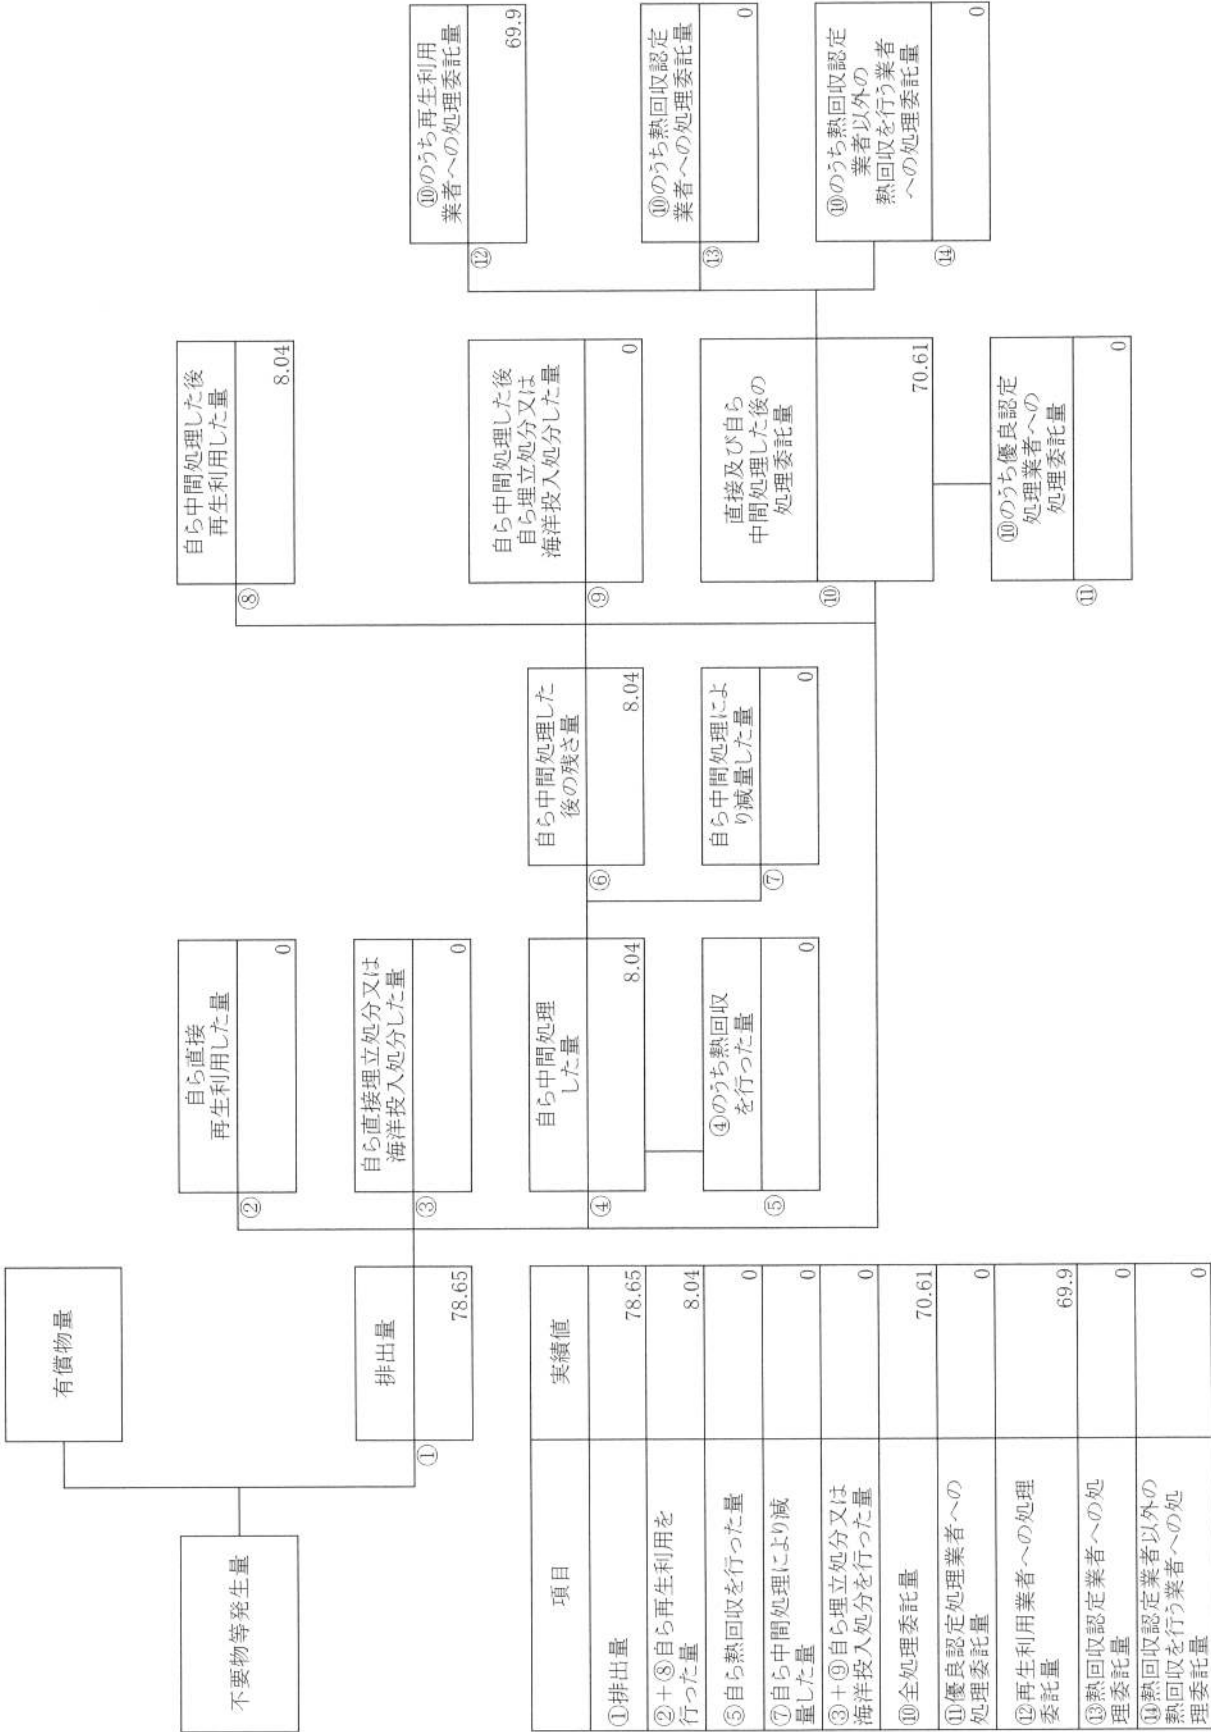 不要物等発生量
有償物量
①
排出量
78.65
②
自ら直接
再生利用した量
0
③
自ら直接埋立処分又は
海洋投入処分した量
0
④
自ら中間処理
した量
8.04
⑤
④のうち熱回収
を行った量
0
⑥
自ら中間処理した
後の残さ量
8.04
⑦
自ら中間処理によ
り減量した量
0
⑧
自ら中間処理した後
再生利用した量
8.04
⑨
自ら中間処理した後
自ら埋立処分又は
海洋投入処分した量
0
⑩
直接及び自ら
中間処理した後の
処理委託量
70.61
⑪
⑩のうち優良認定
処理業者への
処理委託量
0
⑫
⑩のうち再生利用
業者への処理委託量
69.9
⑬
⑩のうち熱回収認定
業者への処理委託量
0
⑭
⑩のうち熱回収認定
業者以外の
熱回収を行う業者
への処理委託量
0
項目
実績値
①排出量
78.65
②+⑧自ら再生利用を
行った量
8.04
⑤自ら熱回収を行った量
0
⑦自ら中間処理により減
量した量
0
③+⑨自ら埋立処分又は
海洋投入処分を行った量
0
⑩全処理委託量
70.61
⑪優良認定処理業者への
処理委託量
0
⑫再生利用業者への処理
委託量
69.9
⑬熱回収認定業者への処
理委託量
0
⑭熱回収認定業者以外の
熱回収を行う業者への処
理委託量
0